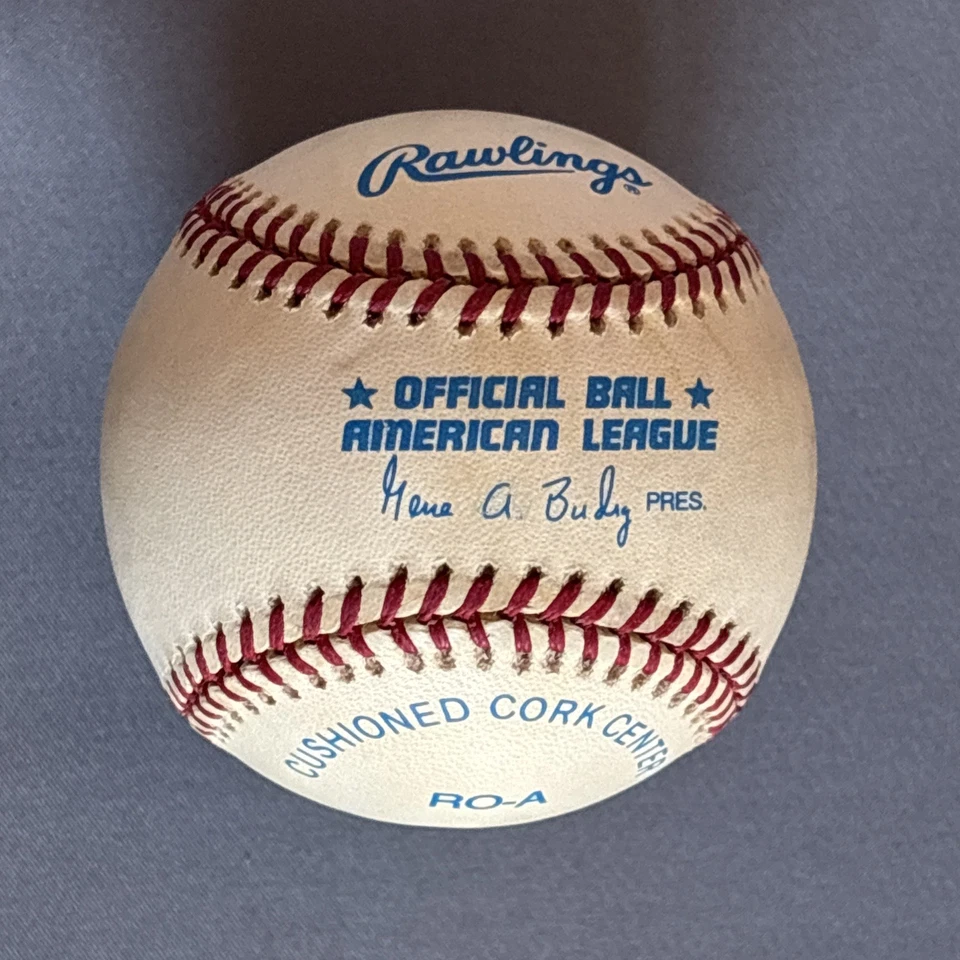 Rawlings®
★ OFFICIAL BALL ★
AMERICAN LEAGUE
Gene A. Budig PRES.
CUSHIONED CORK CENTER
RO-A